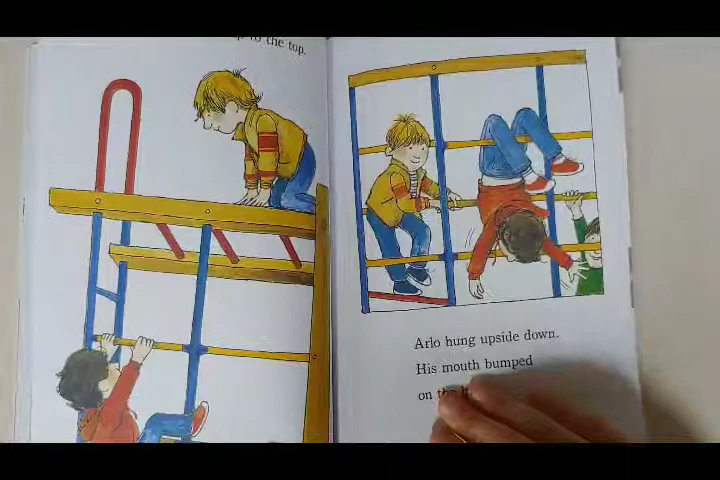 to the top.
Arlo hung upside down.
His mouth bumped
on the